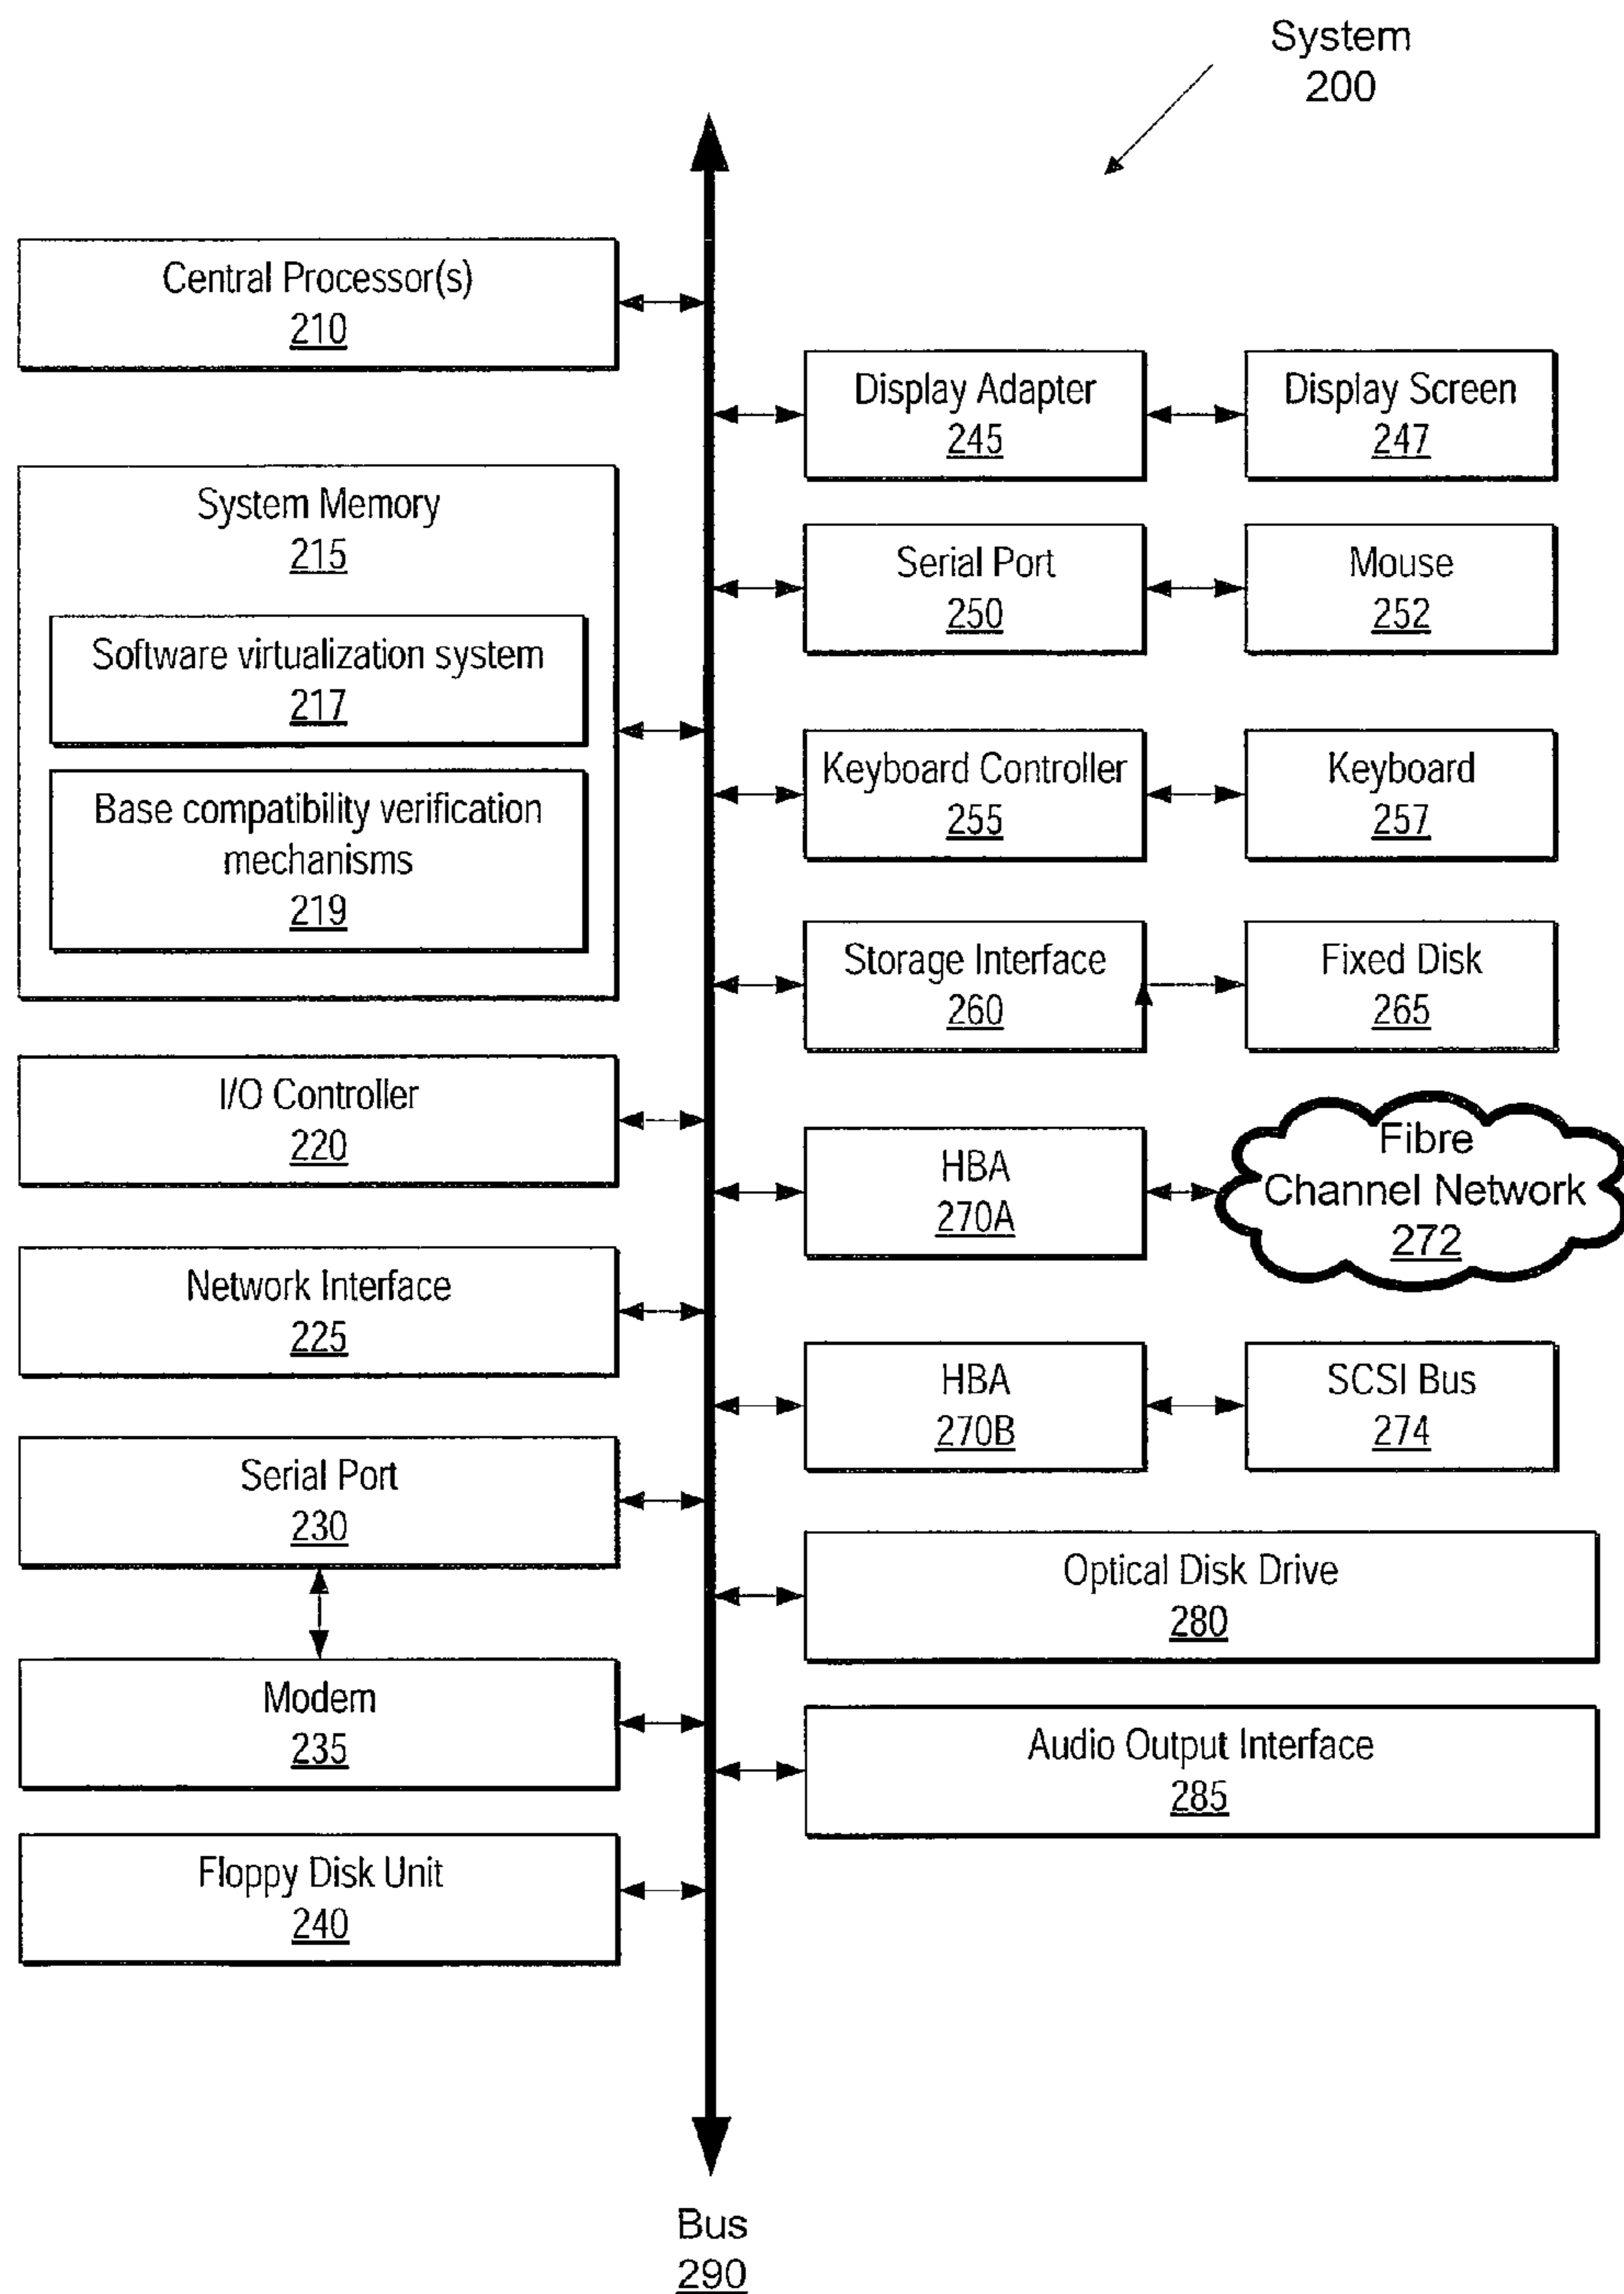 System
200
Central Processor(s)
210
System Memory
215
Software virtualization system
217
Base compatibility verification
mechanisms
219
I/O Controller
220
Network Interface
225
Serial Port
230
Modem
235
Floppy Disk Unit
240
Display Adapter
245
Display Screen
247
Serial Port
250
Mouse
252
Keyboard Controller
255
Keyboard
257
Storage Interface
260
Fixed Disk
265
HBA
270A
Fibre
Channel Network
272
HBA
270B
SCSI Bus
274
Optical Disk Drive
280
Audio Output Interface
285
Bus
290